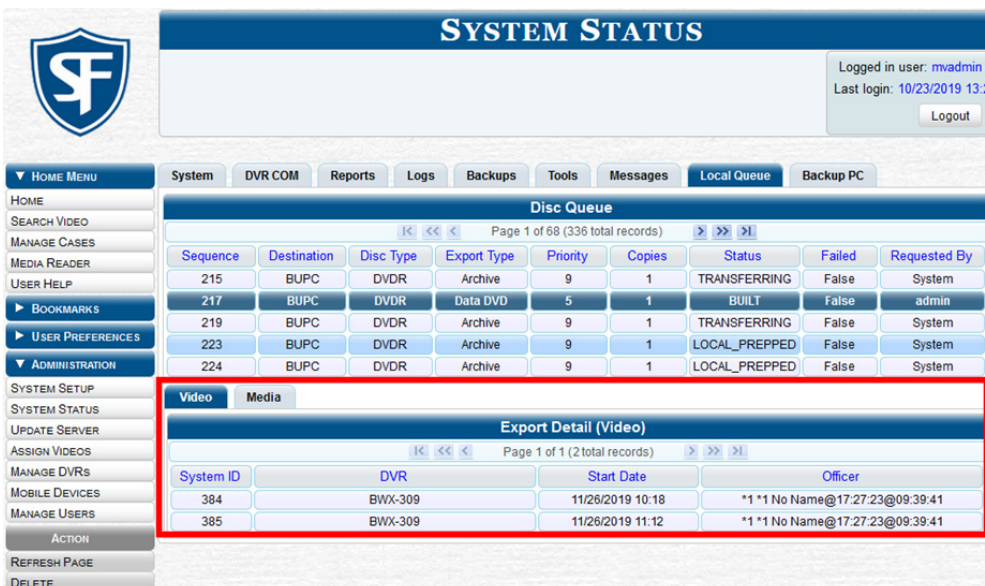 SYSTEM STATUS
SF
Logged in user: mvadmin
Last login: 10/23/2019 13:
Logout
▼ HOME MENU
HOME
SEARCH VIDEO
MANAGE CASES
MEDIA READER
USER HELP
► BOOKMARKS
► USER PREFERENCES
▼ ADMINISTRATION
SYSTEM SETUP
SYSTEM STATUS
UPDATE SERVER
ASSIGN VIDEOS
MANAGE DVRS
MOBILE DEVICES
MANAGE USERS
ACTION
REFRESH PAGE
DELETE
System DVR COM Reports Logs Backups Tools Messages Local Queue Backup PC
Disc Queue
Page 1 of 68 (336 total records)
Sequence Destination Disc Type Export Type Priority Copies Status Failed Requested By
215 BUPC DVDR Archive 9 1 TRANSFERRING False System
217 BUPC DVDR Data DVD 5 1 BUILT False admin
219 BUPC DVDR Archive 9 1 TRANSFERRING False System
223 BUPC DVDR Archive 9 1 LOCAL_PREPPED False System
224 BUPC DVDR Archive 9 1 LOCAL_PREPPED False System
Video Media
Export Detail (Video)
Page 1 of 1 (2 total records)
System ID DVR Start Date Officer
384 BWX-309 11/26/2019 10:18 *1 *1 No Name@17:27:23@09:39:41
385 BWX-309 11/26/2019 11:12 *1 *1 No Name@17:27:23@09:39:41